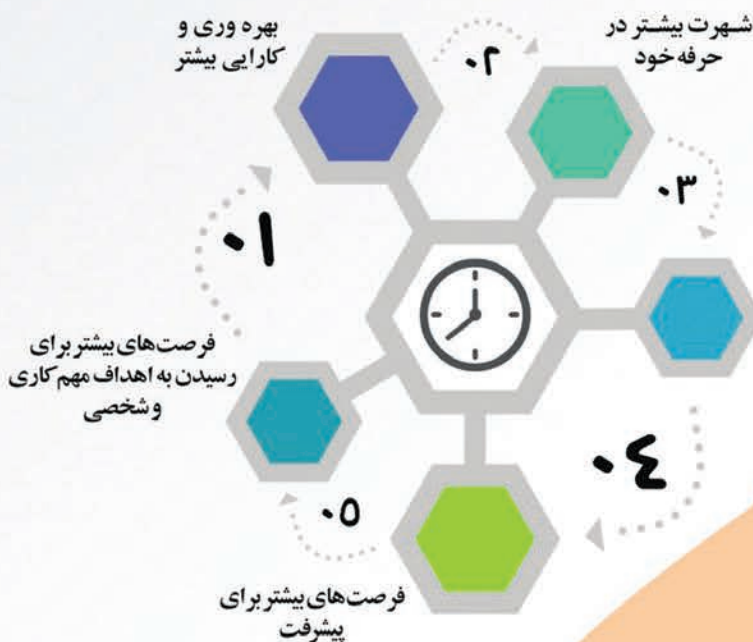 بهره وری و
کارایی بیشتر
۰۱
شهرت بیشتر در
حرفه خود
۰۲
۰۳
۰۴
فرصت‌های بیشتر برای
پیشرفت
۰۵
فرصت‌های بیشتر برای
رسیدن به اهداف مهم کاری
و شخصی